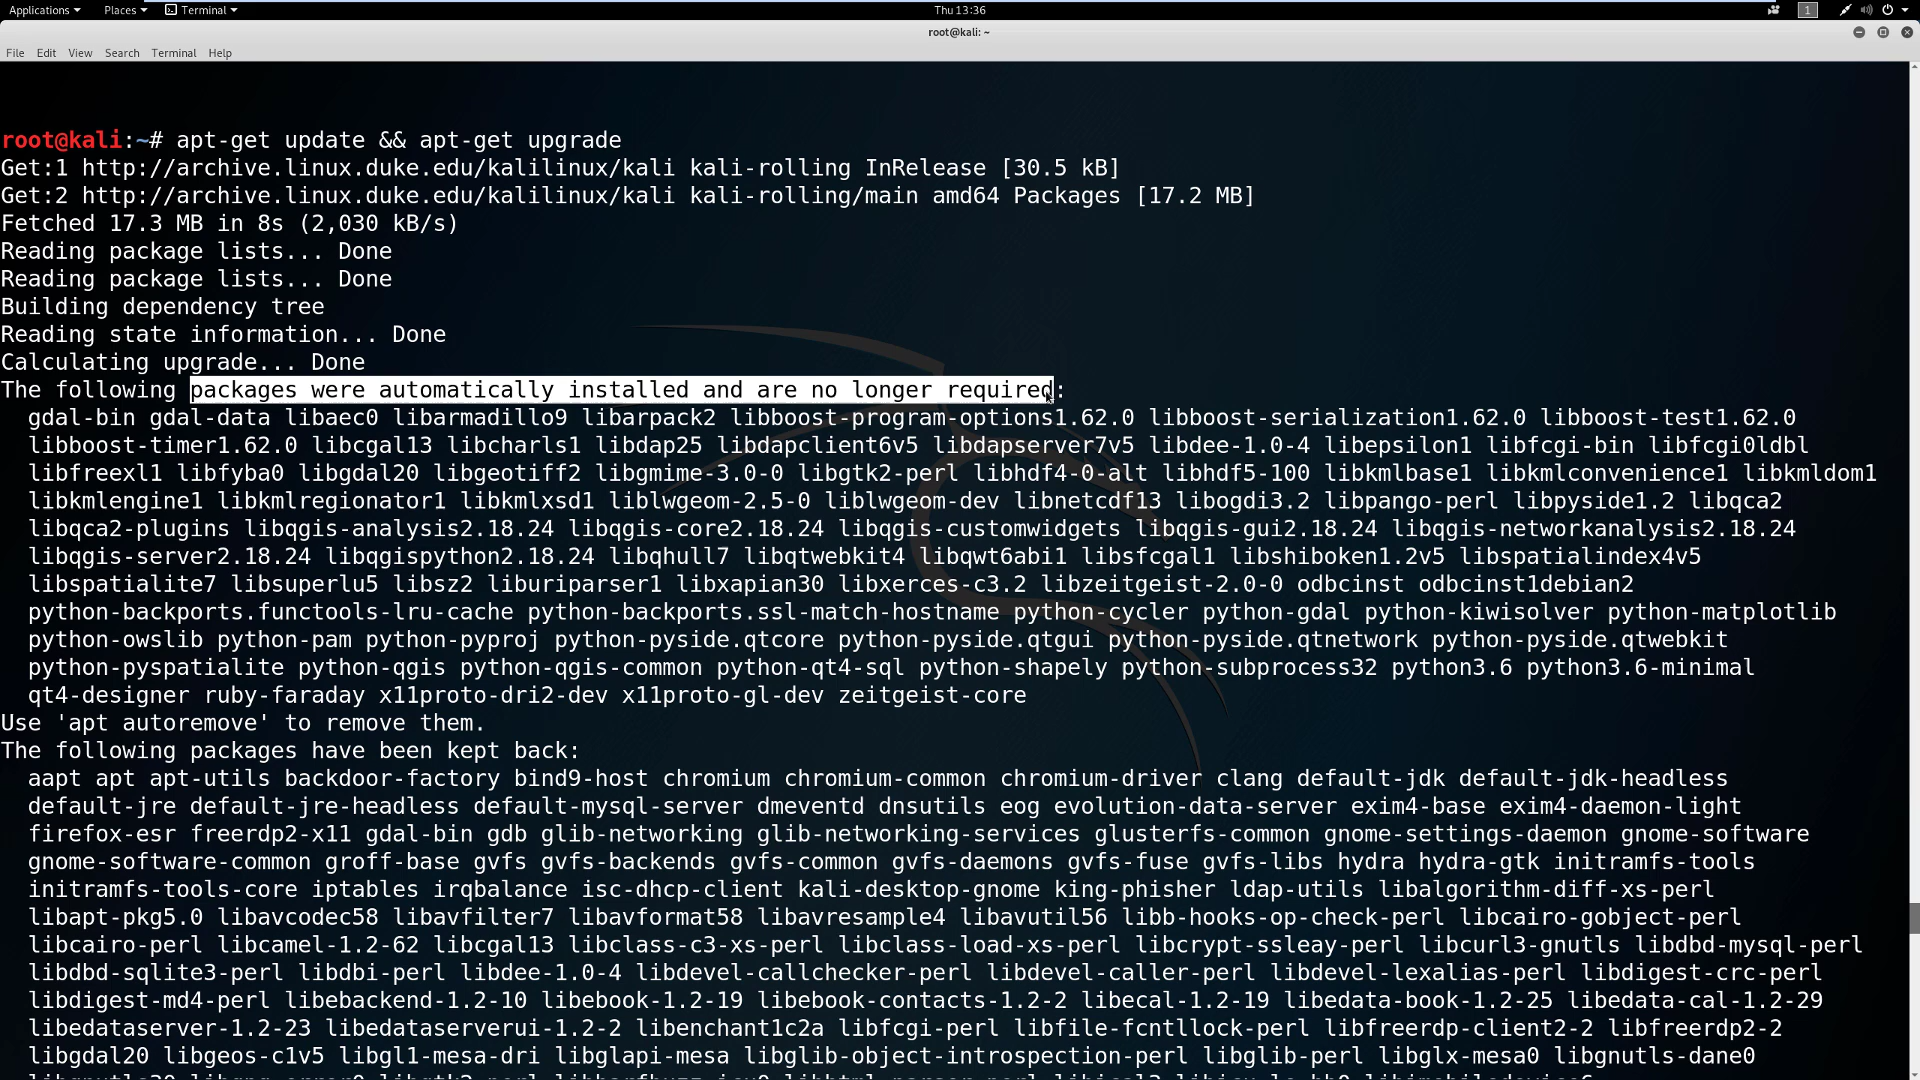 Applications Places Terminal Thu 13:36 1
root@kali: ~
File Edit View Search Terminal Help
root@kali:~# apt-get update && apt-get upgrade
Get:1 http://archive.linux.duke.edu/kalilinux/kali kali-rolling InRelease [30.5 kB]
Get:2 http://archive.linux.duke.edu/kalilinux/kali kali-rolling/main amd64 Packages [17.2 MB]
Fetched 17.3 MB in 8s (2,030 kB/s)
Reading package lists... Done
Reading package lists... Done
Building dependency tree
Reading state information... Done
Calculating upgrade... Done
The following packages were automatically installed and are no longer required:
gdal-bin gdal-data libaec0 libarmadillo9 libarpack2 libboost-program-options1.62.0 libboost-serialization1.62.0 libboost-test1.62.0
libboost-timer1.62.0 libcgal13 libcharls1 libdap25 libdapclient6v5 libdapserver7v5 libdee-1.0-4 libepsilon1 libfcgi-bin libfcgi0ldbl
libfreexl1 libfyba0 libgdal20 libgeotiff2 libgmime-3.0-0 libgtk2-perl libhdf4-0-alt libhdf5-100 libkmlbase1 libkmlconvenience1 libkmldom1
libkmlengine1 libkmlregionator1 libkmlxsd1 liblwgeom-2.5-0 liblwgeom-dev libnetcdf13 libogdi3.2 libpango-perl libpyside1.2 libqca2
libqca2-plugins libqgis-analysis2.18.24 libqgis-core2.18.24 libqgis-customwidgets libqgis-gui2.18.24 libqgis-networkanalysis2.18.24
libqgis-server2.18.24 libqgispython2.18.24 libqhull7 libqtwebkit4 libqwt6abi1 libsfcgal1 libshiboken1.2v5 libspatialindex4v5
libspatialite7 libsuperlu5 libsz2 liburiparser1 libxapian30 libxerces-c3.2 libzeitgeist-2.0-0 odbcinst odbcinst1debian2
python-backports.functools-lru-cache python-backports.ssl-match-hostname python-cycler python-gdal python-kiwisolver python-matplotlib
python-owslib python-pam python-pyproj python-pyside.qtcore python-pyside.qtgui python-pyside.qtnetwork python-pyside.qtwebkit
python-pyspatialite python-qgis python-qgis-common python-qt4-sql python-shapely python-subprocess32 python3.6 python3.6-minimal
qt4-designer ruby-faraday x11proto-dri2-dev x11proto-gl-dev zeitgeist-core
Use 'apt autoremove' to remove them.
The following packages have been kept back:
aapt apt apt-utils backdoor-factory bind9-host chromium chromium-common chromium-driver clang default-jdk default-jdk-headless
default-jre default-jre-headless default-mysql-server dmeventd dnsutils eog evolution-data-server exim4-base exim4-daemon-light
firefox-esr freerdp2-x11 gdal-bin gdb glib-networking glib-networking-services glusterfs-common gnome-settings-daemon gnome-software
gnome-software-common groff-base gvfs gvfs-backends gvfs-common gvfs-daemons gvfs-fuse gvfs-libs hydra hydra-gtk initramfs-tools
initramfs-tools-core iptables irqbalance isc-dhcp-client kali-desktop-gnome king-phisher ldap-utils libalgorithm-diff-xs-perl
libapt-pkg5.0 libavcodec58 libavfilter7 libavformat58 libavresample4 libavutil56 libb-hooks-op-check-perl libcairo-gobject-perl
libcairo-perl libcamel-1.2-62 libcgal13 libclass-c3-xs-perl libclass-load-xs-perl libcrypt-ssleay-perl libcurl3-gnutls libdbd-mysql-perl
libdbd-sqlite3-perl libdbi-perl libdee-1.0-4 libdevel-callchecker-perl libdevel-caller-perl libdevel-lexalias-perl libdigest-crc-perl
libdigest-md4-perl libebackend-1.2-10 libebook-1.2-19 libebook-contacts-1.2-2 libecal-1.2-19 libedata-book-1.2-25 libedata-cal-1.2-29
libedataserver-1.2-23 libedataserverui-1.2-2 libenchant1c2a libfcgi-perl libfile-fcntllock-perl libfreerdp-client2-2 libfreerdp2-2
libgdal20 libgeos-c1v5 libgl1-mesa-dri libglapi-mesa libglib-object-introspection-perl libglib-perl libglx-mesa0 libgnutls-dane0